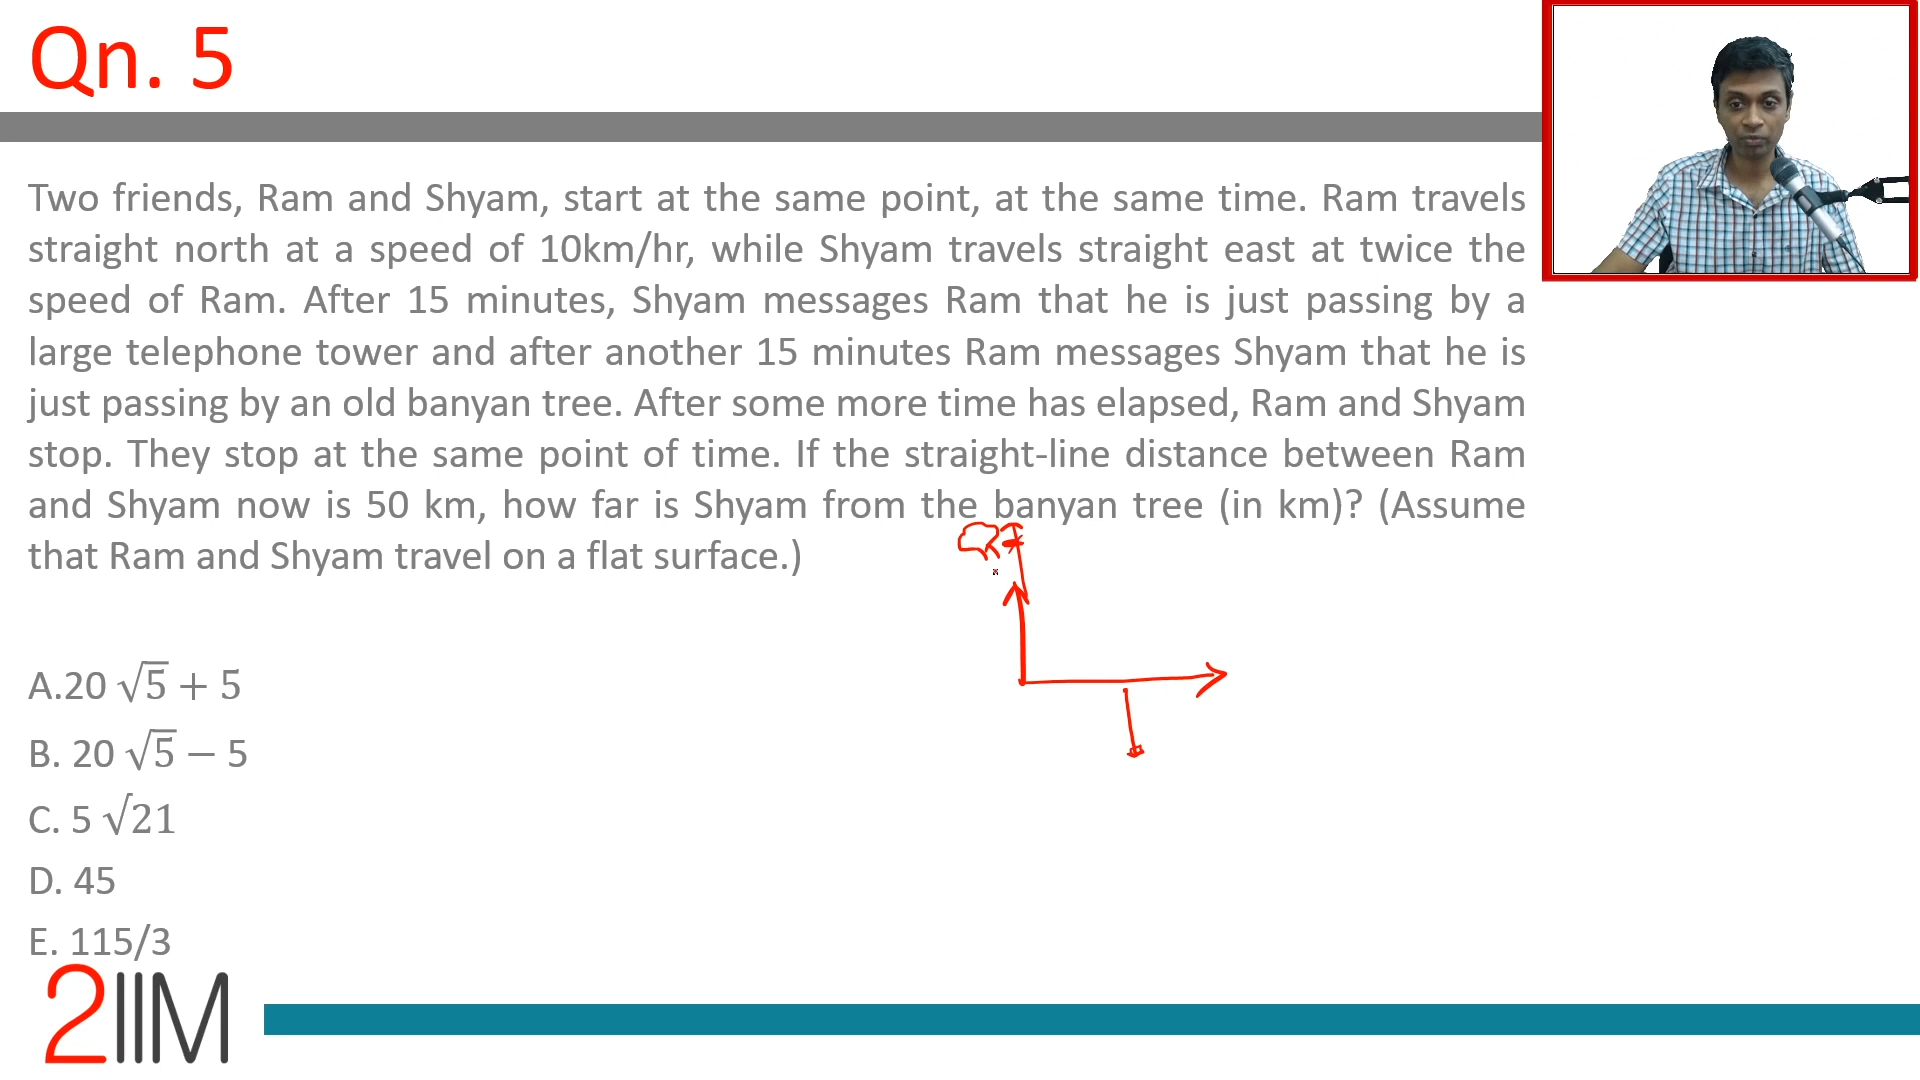 Qn. 5
Two friends, Ram and Shyam, start at the same point, at the same time. Ram travels
straight north at a speed of 10km/hr, while Shyam travels straight east at twice the
speed of Ram. After 15 minutes, Shyam messages Ram that he is just passing by a
large telephone tower and after another 15 minutes Ram messages Shyam that he is
just passing by an old banyan tree. After some more time has elapsed, Ram and Shyam
stop. They stop at the same point of time. If the straight-line distance between Ram
and Shyam now is 50 km, how far is Shyam from the banyan tree (in km)? (Assume
that Ram and Shyam travel on a flat surface.)
A.20 √5 + 5
B. 20 √5 − 5
C. 5 √21
D. 45
E. 115/3
2IIM